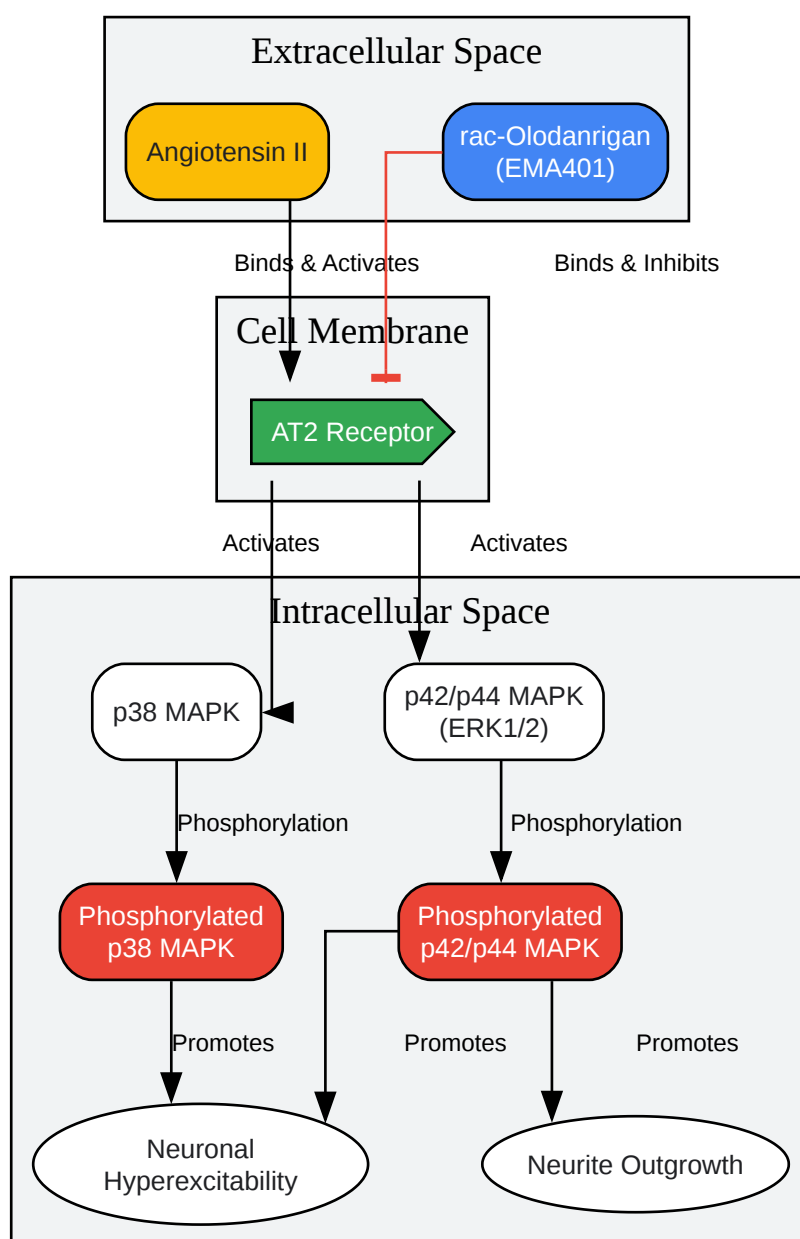 Extracellular Space
Angiotensin II
rac-Olodanrigan
(EMA401)
Binds & Activates
Binds & Inhibits
Cell Membrane
AT2 Receptor
Activates
Activates
Intracellular Space
p38 MAPK
p42/p44 MAPK
(ERK1/2)
Phosphorylation
Phosphorylation
Phosphorylated
p38 MAPK
Phosphorylated
p42/p44 MAPK
Promotes
Promotes
Promotes
Neuronal
Hyperexcitability
Neurite Outgrowth